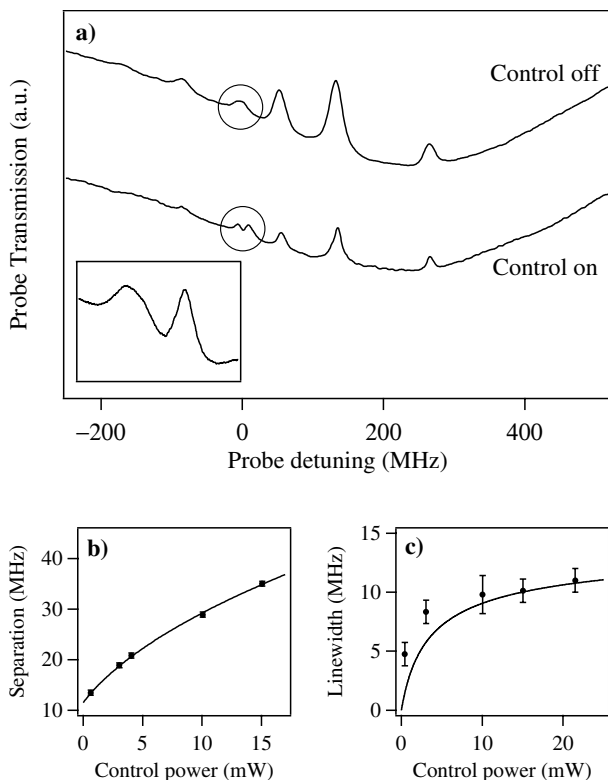 a)
Control off
Control on
Probe Transmission (a.u.)
−200 0 200 400
Probe detuning (MHz)
b)
40
30
20
10
Separation (MHz)
0 5 10 15
Control power (mW)
c)
15
10
5
0
Linewidth (MHz)
0 10 20
Control power (mW)